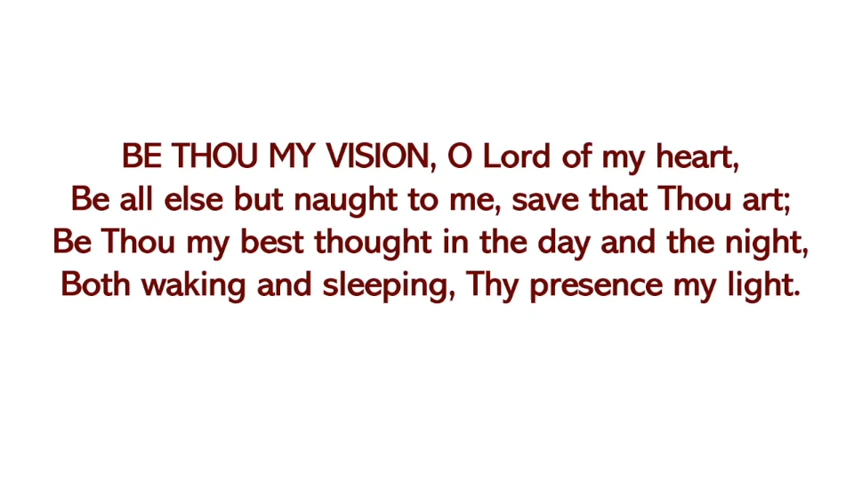 BE THOU MY VISION, O Lord of my heart,
Be all else but naught to me, save that Thou art;
Be Thou my best thought in the day and the night,
Both waking and sleeping, Thy presence my light.